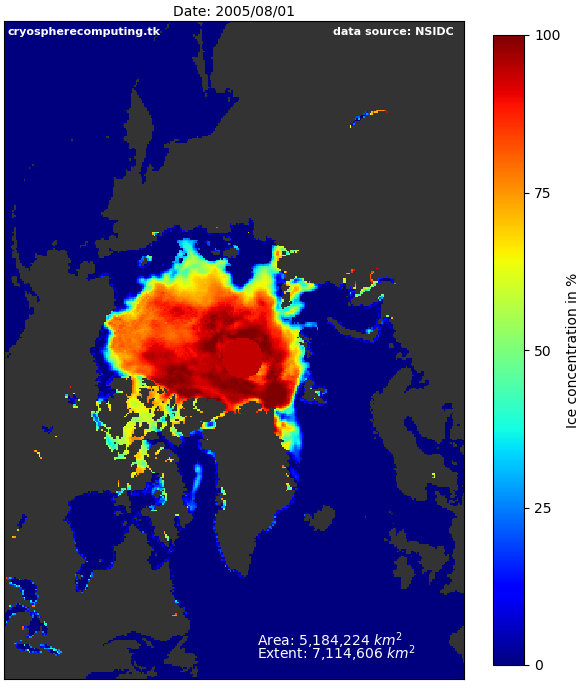 Date: 2005/08/01
cryospherecomputing.tk
data source: NSIDC
100
75
50
25
0
Ice concentration in %
Area: 5,184,224 km²
Extent: 7,114,606 km²